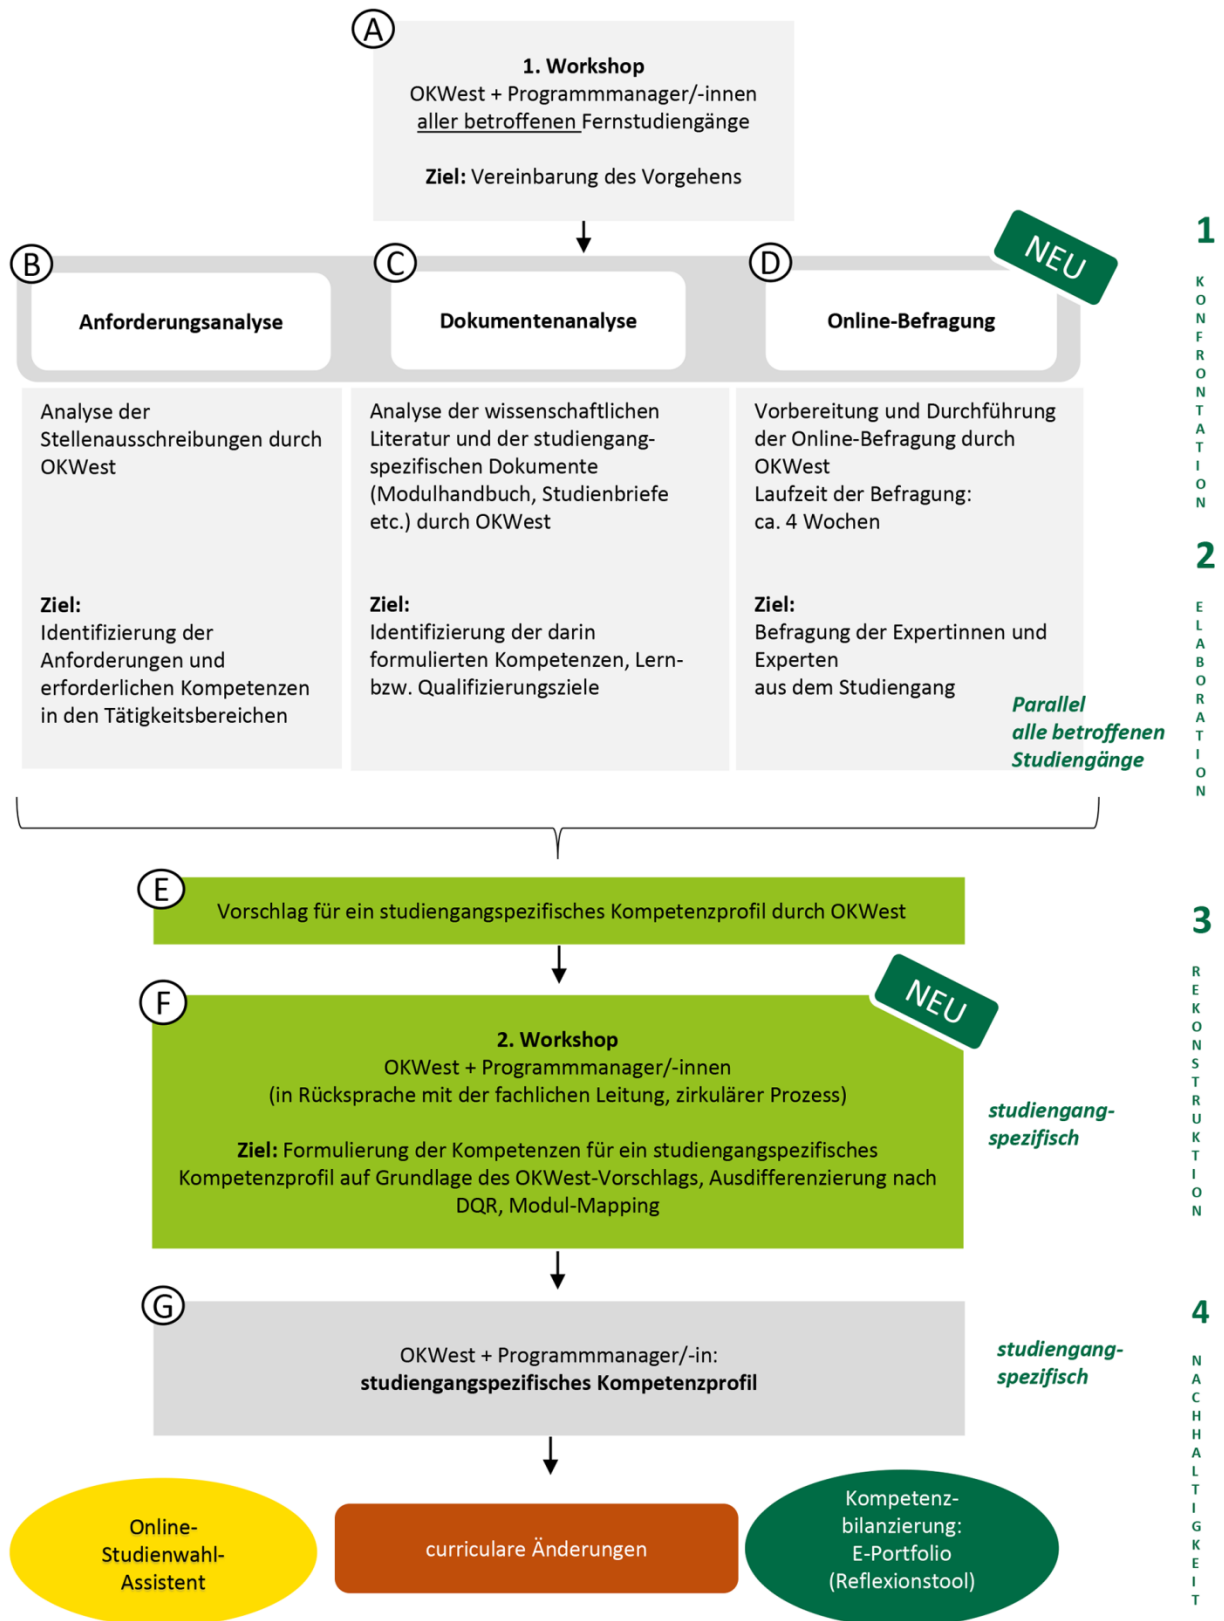 A
1. Workshop
OKWest + Programmmanager/-innen
aller betroffenen Fernstudiengänge
Ziel: Vereinbarung des Vorgehens
NEU
1
KONFRONTATION
B
Anforderungsanalyse
C
Dokumentenanalyse
D
Online-Befragung
Analyse der
Stellenausschreibungen durch
OKWest
Ziel:
Identifizierung der
Anforderungen und
erforderlichen Kompetenzen
in den Tätigkeitsbereichen
Analyse der wissenschaftlichen
Literatur und der studiengang-
spezifischen Dokumente
(Modulhandbuch, Studienbriefe
etc.) durch OKWest
Ziel:
Identifizierung der darin
formulierten Kompetenzen, Lern-
bzw. Qualifizierungsziele
Vorbereitung und Durchführung
der Online-Befragung durch
OKWest
Laufzeit der Befragung:
ca. 4 Wochen
Ziel:
Befragung der Expertinnen und
Experten
aus dem Studiengang
Parallel
alle betroffenen
Studiengänge
2
ELABORATION
E
Vorschlag für ein studiengangspezifisches Kompetenzprofil durch OKWest
3
REKONSTRUKTION
F
NEU
2. Workshop
OKWest + Programmmanager/-innen
(in Rücksprache mit der fachlichen Leitung, zirkulärer Prozess)
Ziel: Formulierung der Kompetenzen für ein studiengangspezifisches
Kompetenzprofil auf Grundlage des OKWest-Vorschlags, Ausdifferenzierung nach
DQR, Modul-Mapping
studiengang-
spezifisch
G
OKWest + Programmmanager/-in:
studiengangspezifisches Kompetenzprofil
studiengang-
spezifisch
4
NACHHALTIGKEIT
Online-
Studienwahl-
Assistent
curriculare Änderungen
Kompetenz-
bilanzierung:
E-Portfolio
(Reflexionstool)